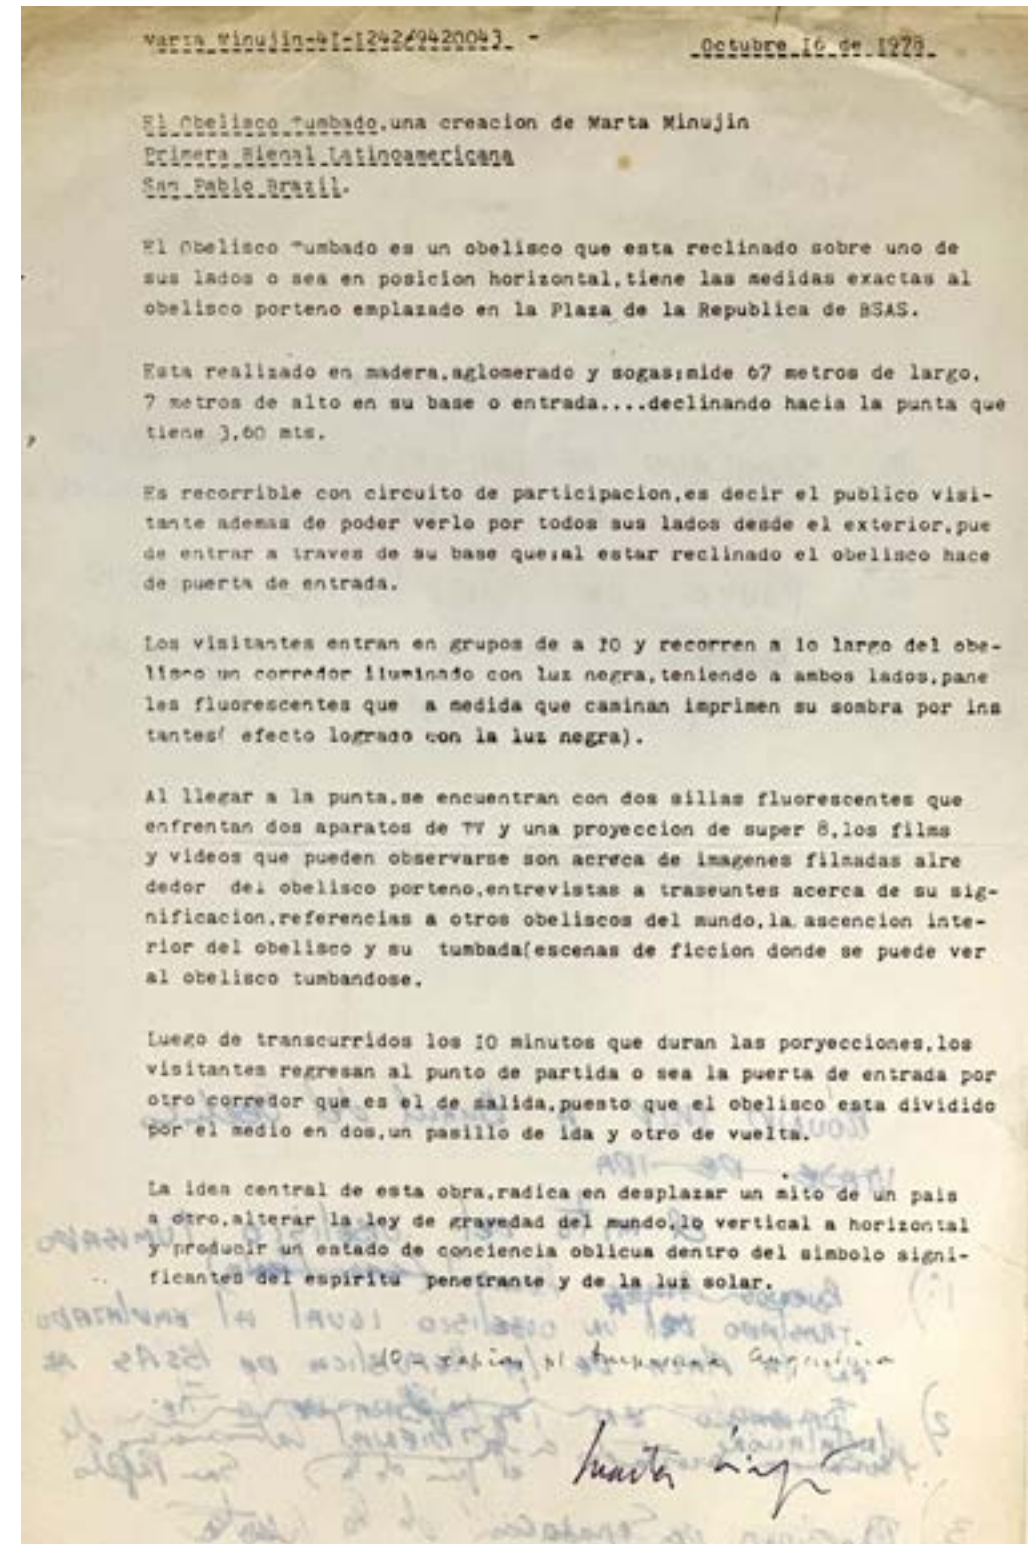 Marta Minujin-41-1242/9420043. -
Octubre I6 de I978.
El Obelisco Tumbado,una creacion de Marta Minujin
Primera Bienal Latinoamericana
San Pablo Brazil.
El Obelisco Tumbado es un obelisco que esta reclinado sobre uno de
sus lados o sea en posicion horizontal,tiene las medidas exactas al
obelisco porteno emplazado en la Plaza de la Republica de BSAS.
Esta realizado en madera,aglomerado y sogas;mide 67 metros de largo,
7 metros de alto en su base o entrada....declinando hacia la punta que
tiene 3,60 mts.
Es recorrible con circuito de participacion,es decir el publico visi-
tante ademas de poder verlo por todos sus lados desde el exterior,pue
de entrar a traves de su base que;al estar reclinado el obelisco hace
de puerta de entrada.
Los visitantes entran en grupos de a IO y recorren a lo largo del obe-
lisco un corredor iluminado con luz negra,teniendo a ambos lados,pane
les fluorescentes que a medida que caminan imprimen su sombra por ins
tantes( efecto logrado con la luz negra).
Al llegar a la punta,se encuentran con dos sillas fluorescentes que
enfrentan dos aparatos de TV y una proyeccion de super 8,los films
y videos que pueden observarse son acreca de imagenes filmadas alre
dedor del obelisco porteno,entrevistas a traseuntes acerca de su sig-
nificacion,referencias a otros obeliscos del mundo,la ascencion inte-
rior del obelisco y su tumbada(escenas de ficcion donde se puede ver
al obelisco tumbandose.
Luego de transcurridos los IO minutos que duran las poryecciones,los
visitantes regresan al punto de partida o sea la puerta de entrada por
otro corredor que es el de salida,puesto que el obelisco esta dividido
por el medio en dos,un pasillo de ida y otro de vuelta.
La idea central de esta obra,radica en desplazar un mito de un pais
a otro,alterar la ley de gravedad del mundo,lo vertical a horizontal
y producir un estado de conciencia oblicua dentro del simbolo signi-
ficantes del espiritu penetrante y de la luz solar.
Marta